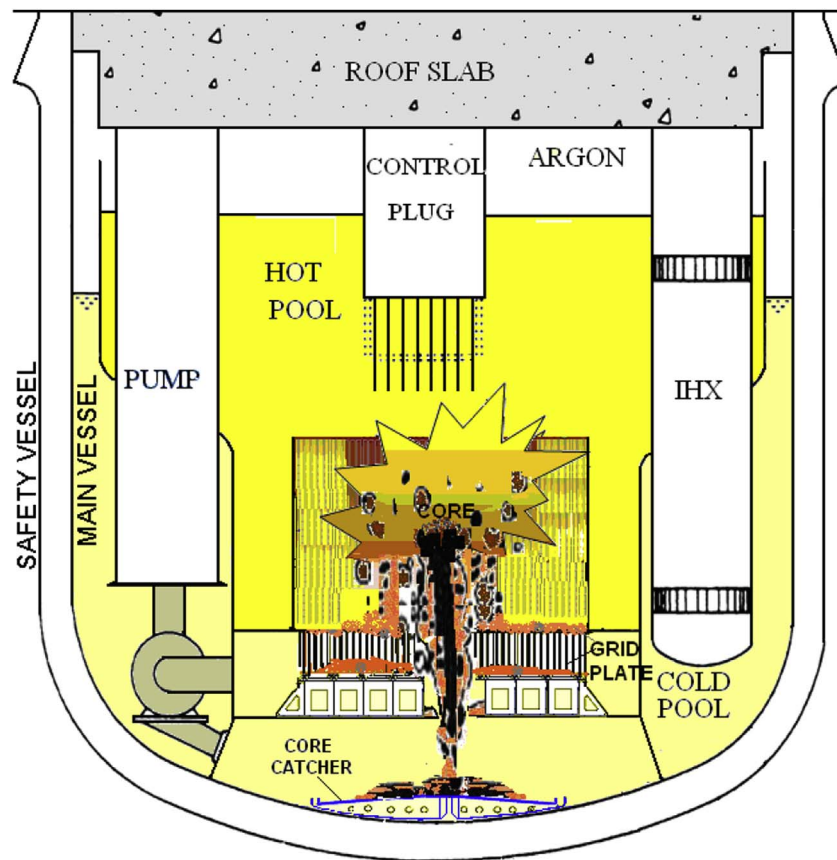 ROOF SLAB
CONTROL
PLUG
ARGON
HOT
POOL
PUMP
IHX
SAFETY VESSEL
MAIN VESSEL
CORE
GRID
PLATE
COLD
POOL
CORE
CATCHER